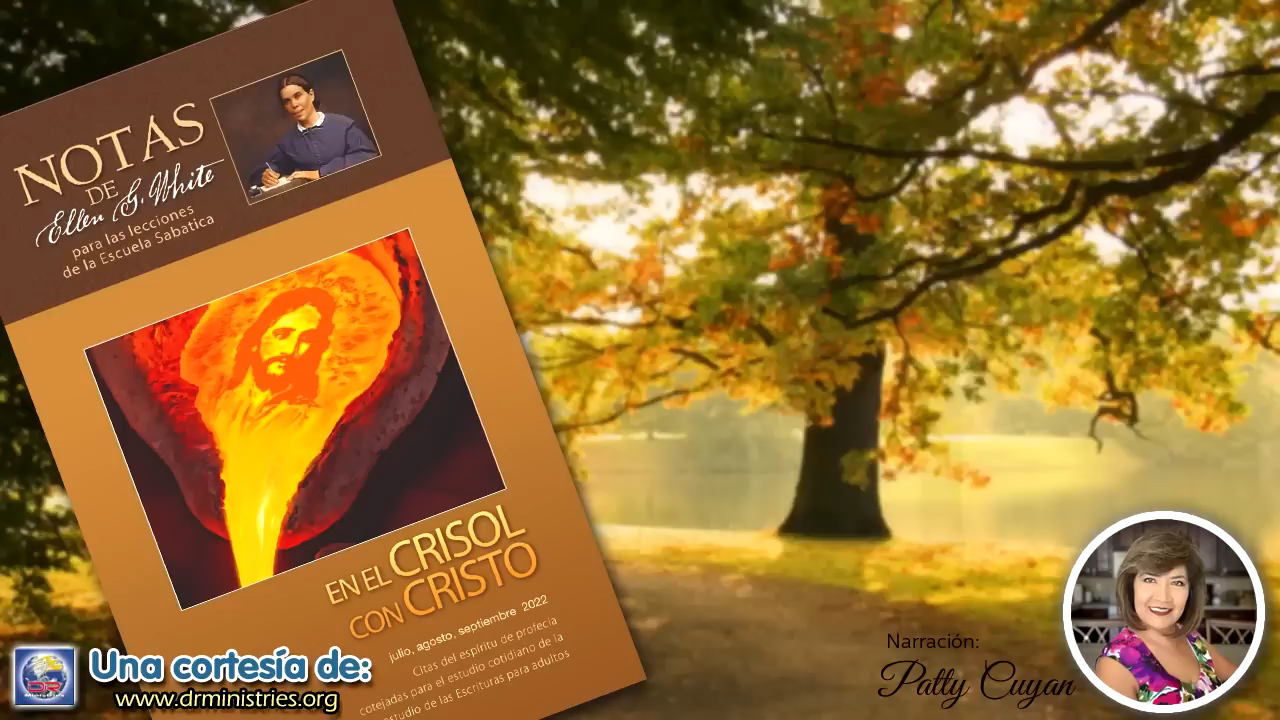 NOTAS
DE
Ellen G. White
para las lecciones
de la Escuela Sabatica
EN EL CRISOL
CON CRISTO
julio, agosto, septiembre 2022
Citas del espíritu de profecía
cotejadas para el estudio cotidiano de la
estudio de las Escrituras para adultos
Una cortesía de:
www.drministries.org
DR
Narración:
Patty Cuyan